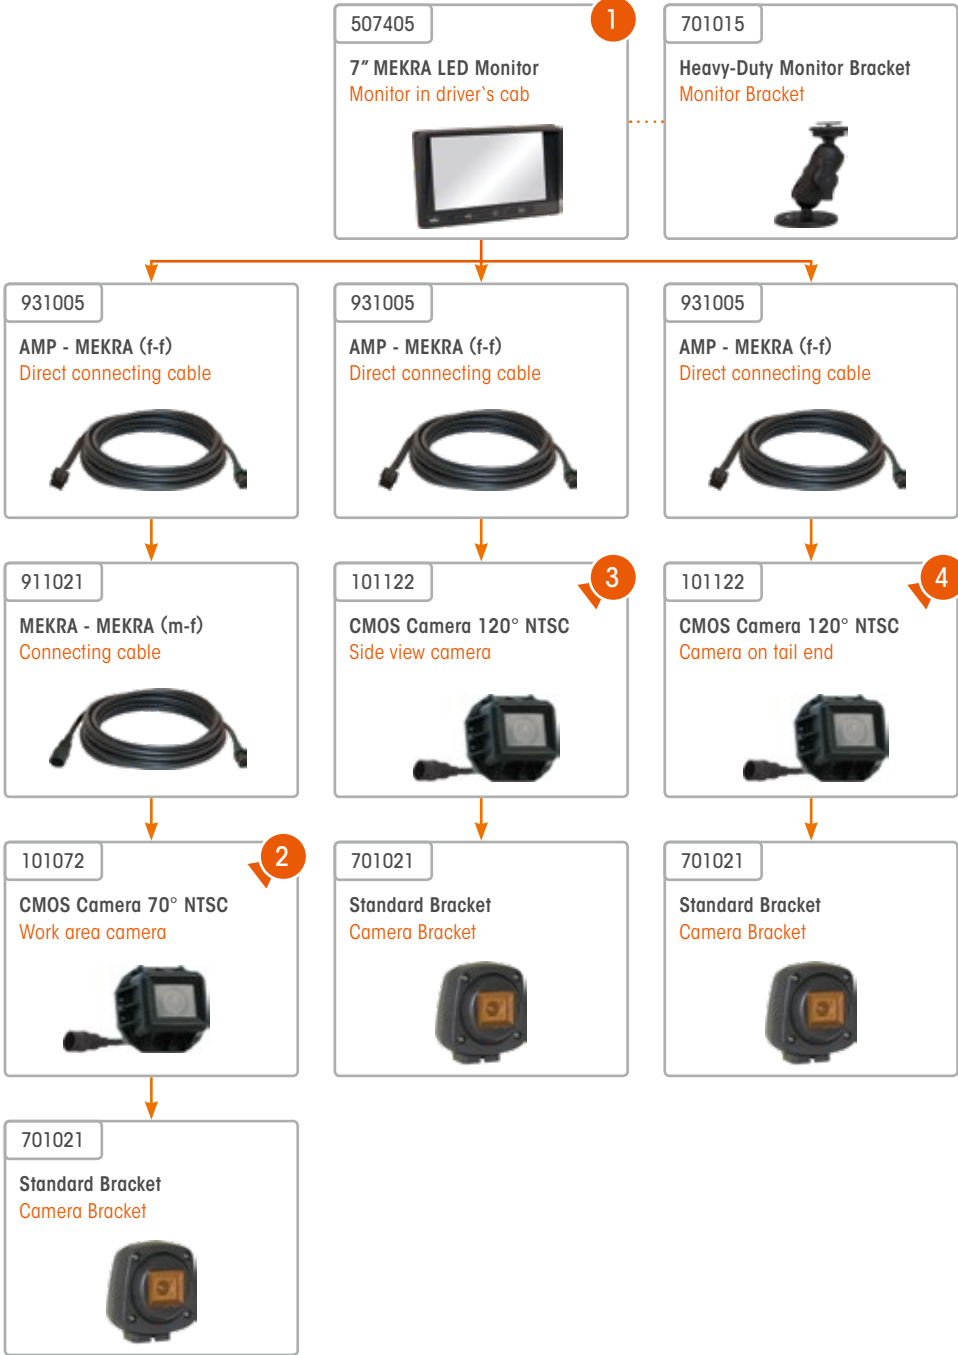 507405
1
7″ MEKRA LED Monitor
Monitor in driver`s cab
701015
Heavy-Duty Monitor Bracket
Monitor Bracket
931005
AMP - MEKRA (f-f)
Direct connecting cable
931005
AMP - MEKRA (f-f)
Direct connecting cable
931005
AMP - MEKRA (f-f)
Direct connecting cable
911021
MEKRA - MEKRA (m-f)
Connecting cable
101122
3
CMOS Camera 120° NTSC
Side view camera
101122
4
CMOS Camera 120° NTSC
Camera on tail end
101072
2
CMOS Camera 70° NTSC
Work area camera
701021
Standard Bracket
Camera Bracket
701021
Standard Bracket
Camera Bracket
701021
Standard Bracket
Camera Bracket